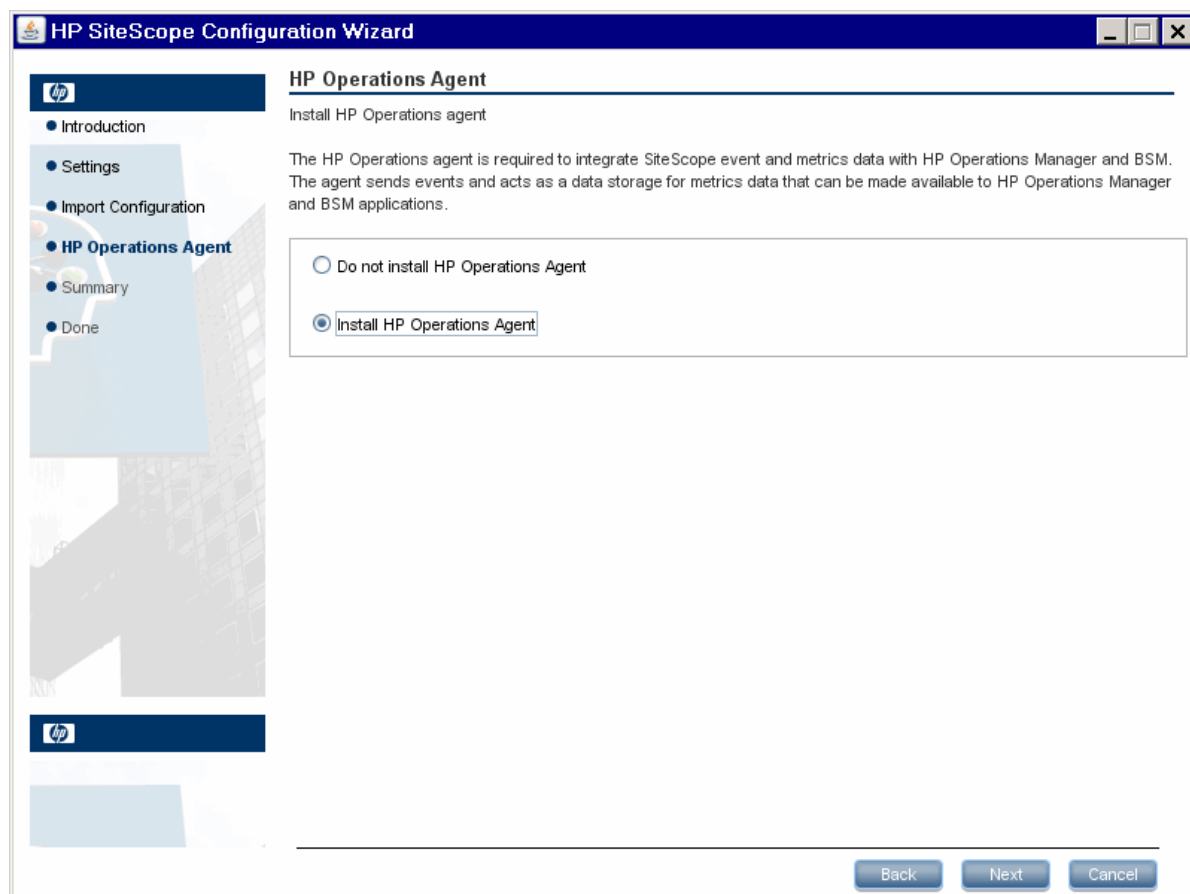 HP SiteScope Configuration Wizard
hp
Introduction
Settings
Import Configuration
HP Operations Agent
Summary
Done
hp
HP Operations Agent
Install HP Operations agent
The HP Operations agent is required to integrate SiteScope event and metrics data with HP Operations Manager and BSM.
The agent sends events and acts as a data storage for metrics data that can be made available to HP Operations Manager
and BSM applications.
Do not install HP Operations Agent
Install HP Operations Agent
Back Next Cancel